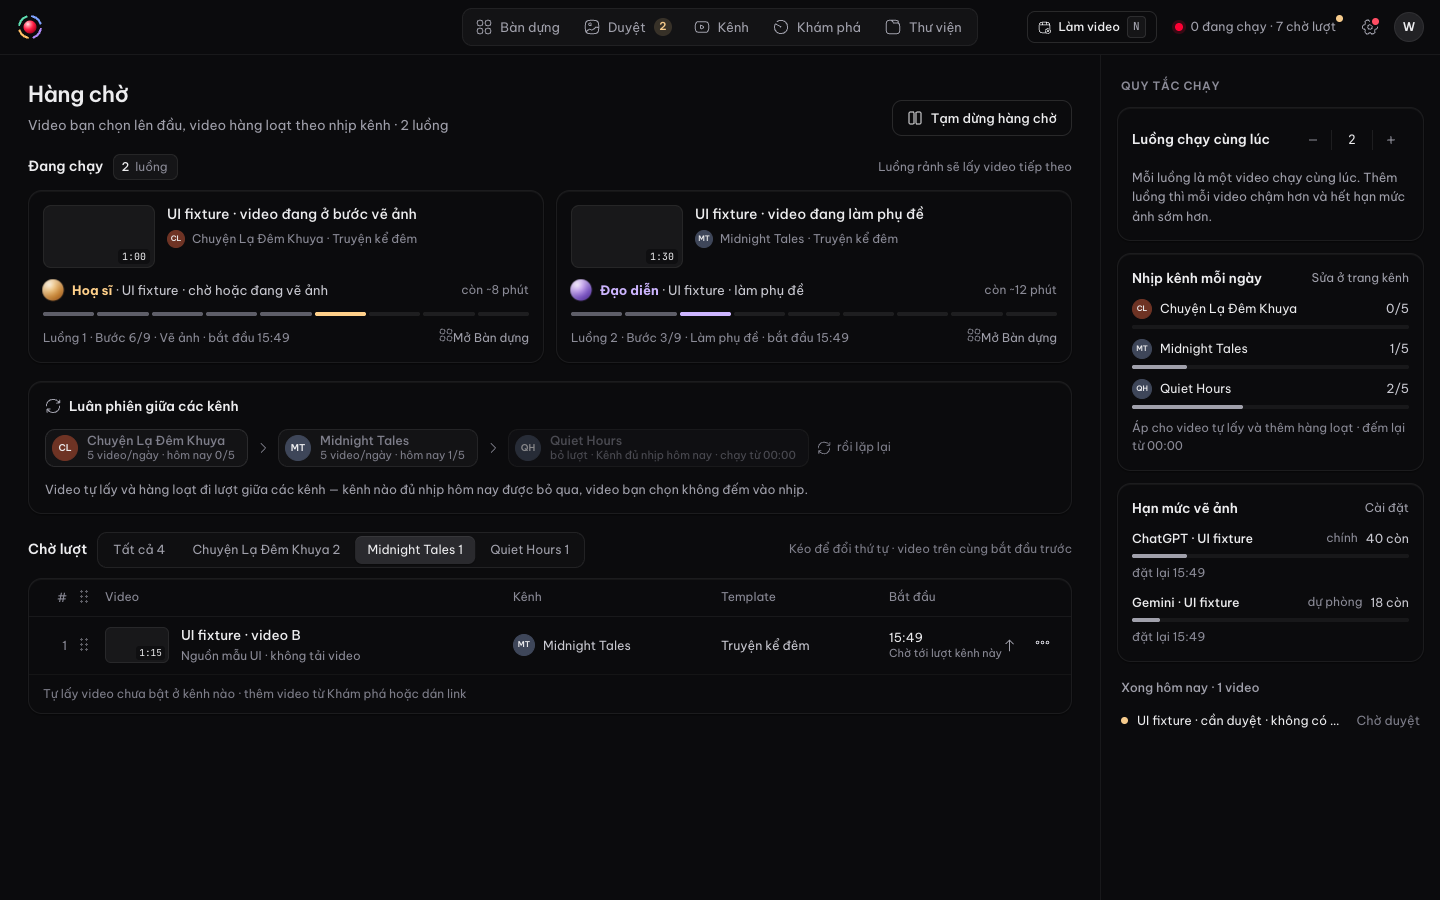 Bàn dựng
Duyệt 2
Kênh
Khám phá
Thư viện
Làm video N
0 đang chạy · 7 chờ lượt
W
Hàng chờ
Video bạn chọn lên đầu, video hàng loạt theo nhịp kênh · 2 luồng
Tạm dừng hàng chờ
Đang chạy 2 luồng
Luồng rảnh sẽ lấy video tiếp theo
1:00
UI fixture · video đang ở bước vẽ ảnh
CL Chuyện Lạ Đêm Khuya · Truyện kể đêm
Hoạ sĩ · UI fixture · chờ hoặc đang vẽ ảnh
còn ~8 phút
Luồng 1 · Bước 6/9 · Vẽ ảnh · bắt đầu 15:49
Mở Bàn dựng
1:30
UI fixture · video đang làm phụ đề
MT Midnight Tales · Truyện kể đêm
Đạo diễn · UI fixture · làm phụ đề
còn ~12 phút
Luồng 2 · Bước 3/9 · Làm phụ đề · bắt đầu 15:49
Mở Bàn dựng
Luân phiên giữa các kênh
CL Chuyện Lạ Đêm Khuya
5 video/ngày · hôm nay 0/5
MT Midnight Tales
5 video/ngày · hôm nay 1/5
QH Quiet Hours
bỏ lượt · Kênh đủ nhịp hôm nay · chạy từ 00:00
rồi lặp lại
Video tự lấy và hàng loạt đi lượt giữa các kênh — kênh nào đủ nhịp hôm nay được bỏ qua, video bạn chọn không đếm vào nhịp.
Chờ lượt
Tất cả 4
Chuyện Lạ Đêm Khuya 2
Midnight Tales 1
Quiet Hours 1
Kéo để đổi thứ tự · video trên cùng bắt đầu trước
# Video Kênh Template Bắt đầu
1
1:15
UI fixture · video B
Nguồn mẫu UI · không tải video
MT Midnight Tales
Truyện kể đêm
15:49
Chờ tới lượt kênh này
Tự lấy video chưa bật ở kênh nào · thêm video từ Khám phá hoặc dán link
QUY TẮC CHẠY
Luồng chạy cùng lúc − 2 +
Mỗi luồng là một video chạy cùng lúc. Thêm
luồng thì mỗi video chậm hơn và hết hạn mức
ảnh sớm hơn.
Nhịp kênh mỗi ngày
Sửa ở trang kênh
CL Chuyện Lạ Đêm Khuya 0/5
MT Midnight Tales 1/5
QH Quiet Hours 2/5
Áp cho video tự lấy và thêm hàng loạt · đếm lại
từ 00:00
Hạn mức vẽ ảnh
Cài đặt
ChatGPT · UI fixture chính 40 còn
đặt lại 15:49
Gemini · UI fixture dự phòng 18 còn
đặt lại 15:49
Xong hôm nay · 1 video
UI fixture · cần duyệt · không có ...
Chờ duyệt